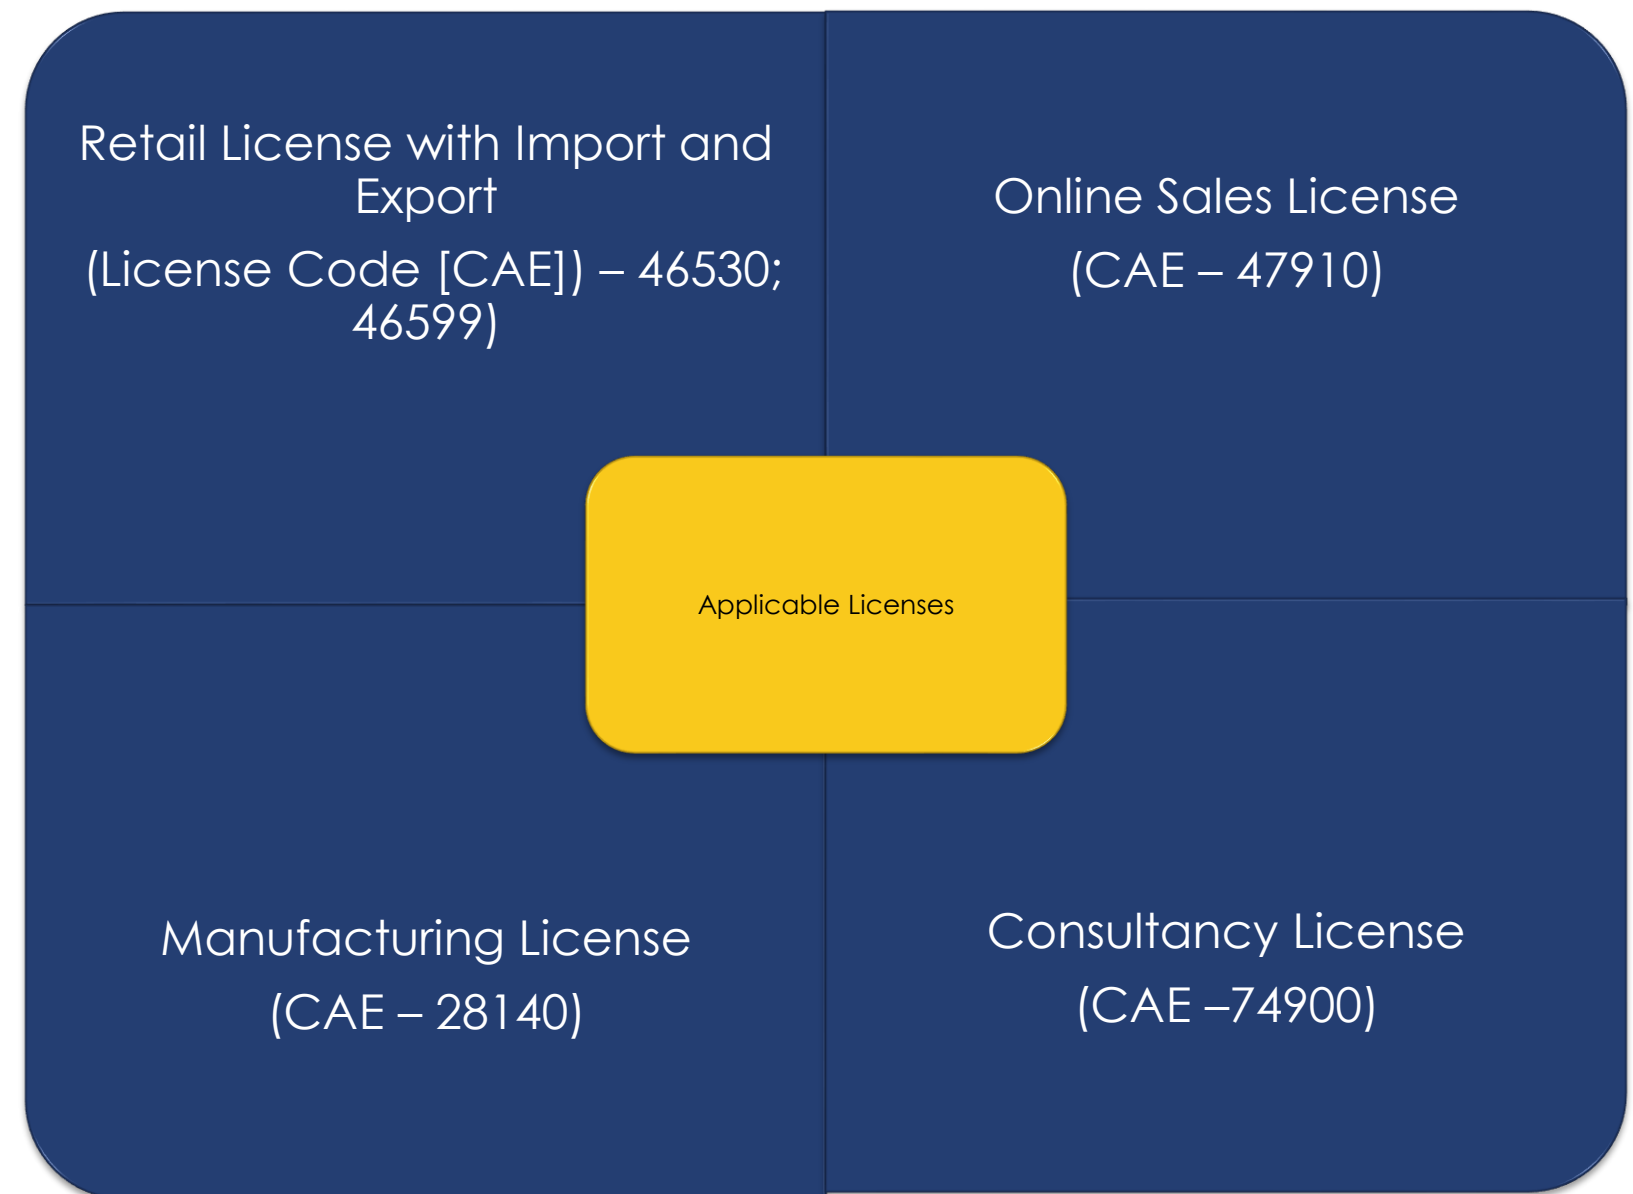 Retail License with Import and
Export
(License Code [CAE]) – 46530;
46599)
Online Sales License
(CAE – 47910)
Applicable Licenses
Manufacturing License
(CAE – 28140)
Consultancy License
(CAE –74900)